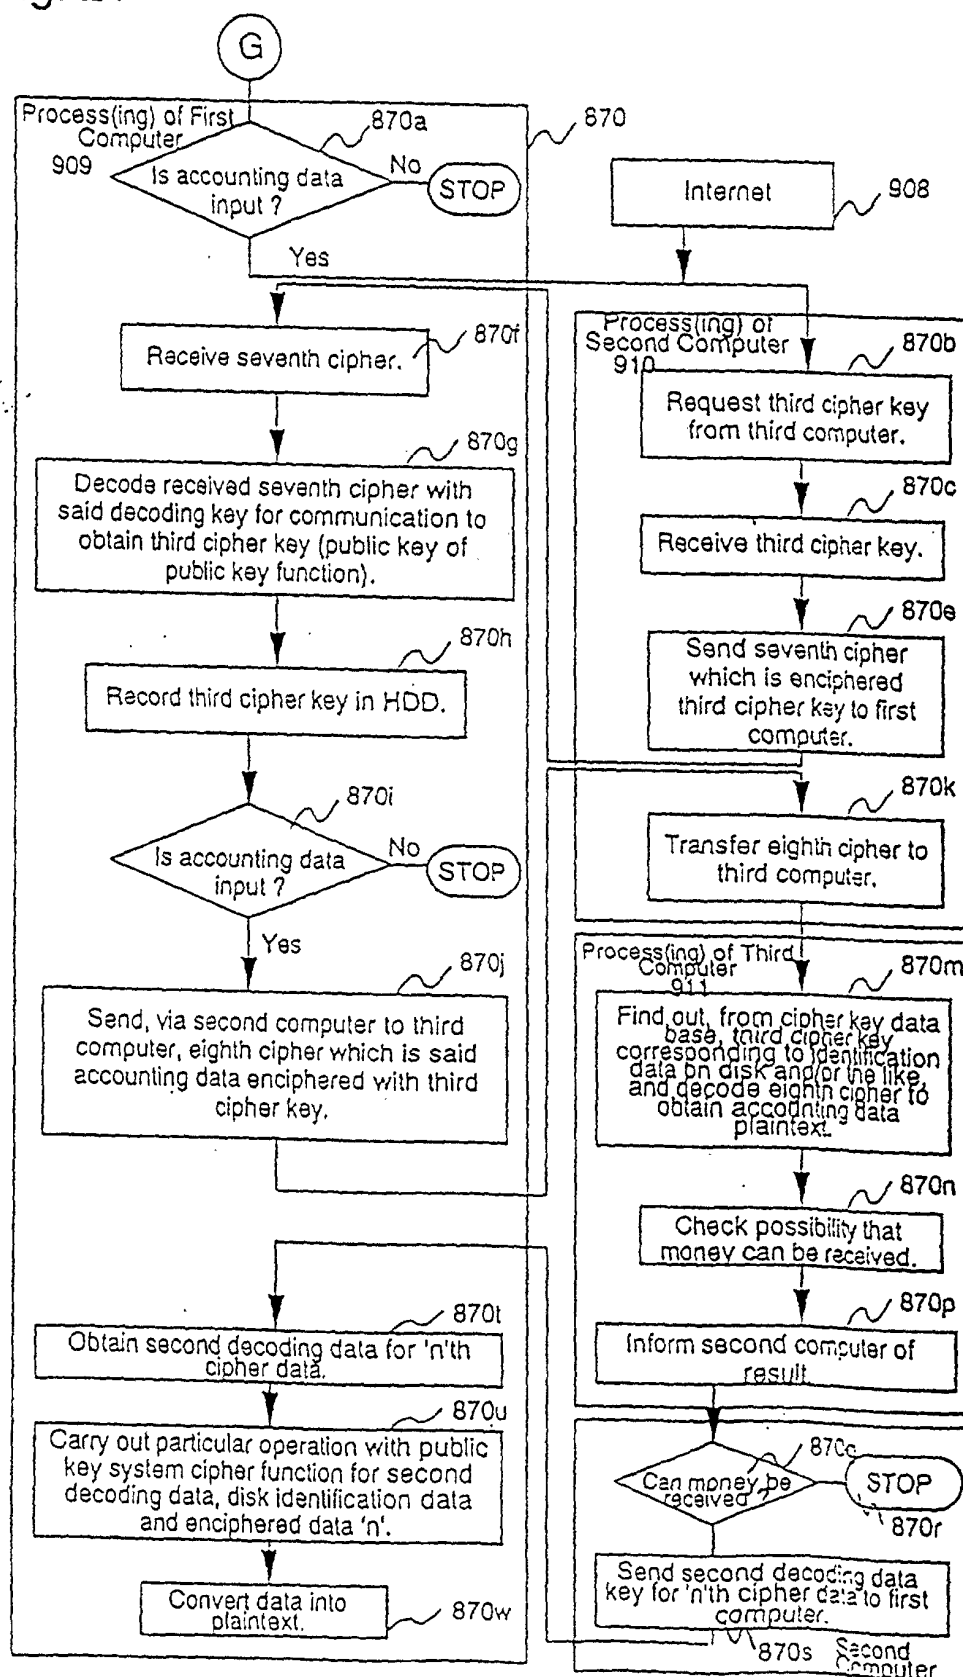 G
Process(ing) of First
Computer
909
870a
870
Is accounting data
input ?
No
STOP
Yes
Internet
908
Receive seventh cipher.
870f
870g
Decode received seventh cipher with
said decoding key for communication to
obtain third cipher key (public key of
public key function).
870h
Record third cipher key in HDD.
870i
Is accounting data
input ?
No
STOP
Yes
870j
Send, via second computer to third
computer, eighth cipher which is said
accounting data enciphered with third
cipher key.
870t
Obtain second decoding data for 'n'th
cipher data.
870u
Carry out particular operation with public
key system cipher function for second
decoding data, disk identification data
and enciphered data 'n'.
Convert data into
plaintext.
870w
Process(ing) of
Second Computer
910
870b
Request third cipher key
from third computer.
870c
Receive third cipher key.
870e
Send seventh cipher
which is enciphered
third cipher key to first
computer.
870k
Transfer eighth cipher to
third computer.
Process(ing) of Third
Computer
911
870m
Find out, from cipher key data
base, third cipher key
corresponding to identification
data on disk and/or the like,
and decode eighth cipher to
obtain accounting data
plaintext.
870n
Check possibility that
money can be received.
870p
Inform second computer of
result.
Can money be
received ?
STOP
870r
Send second decoding data
key for 'n'th cipher data to first
computer.
870s
Second
Computer